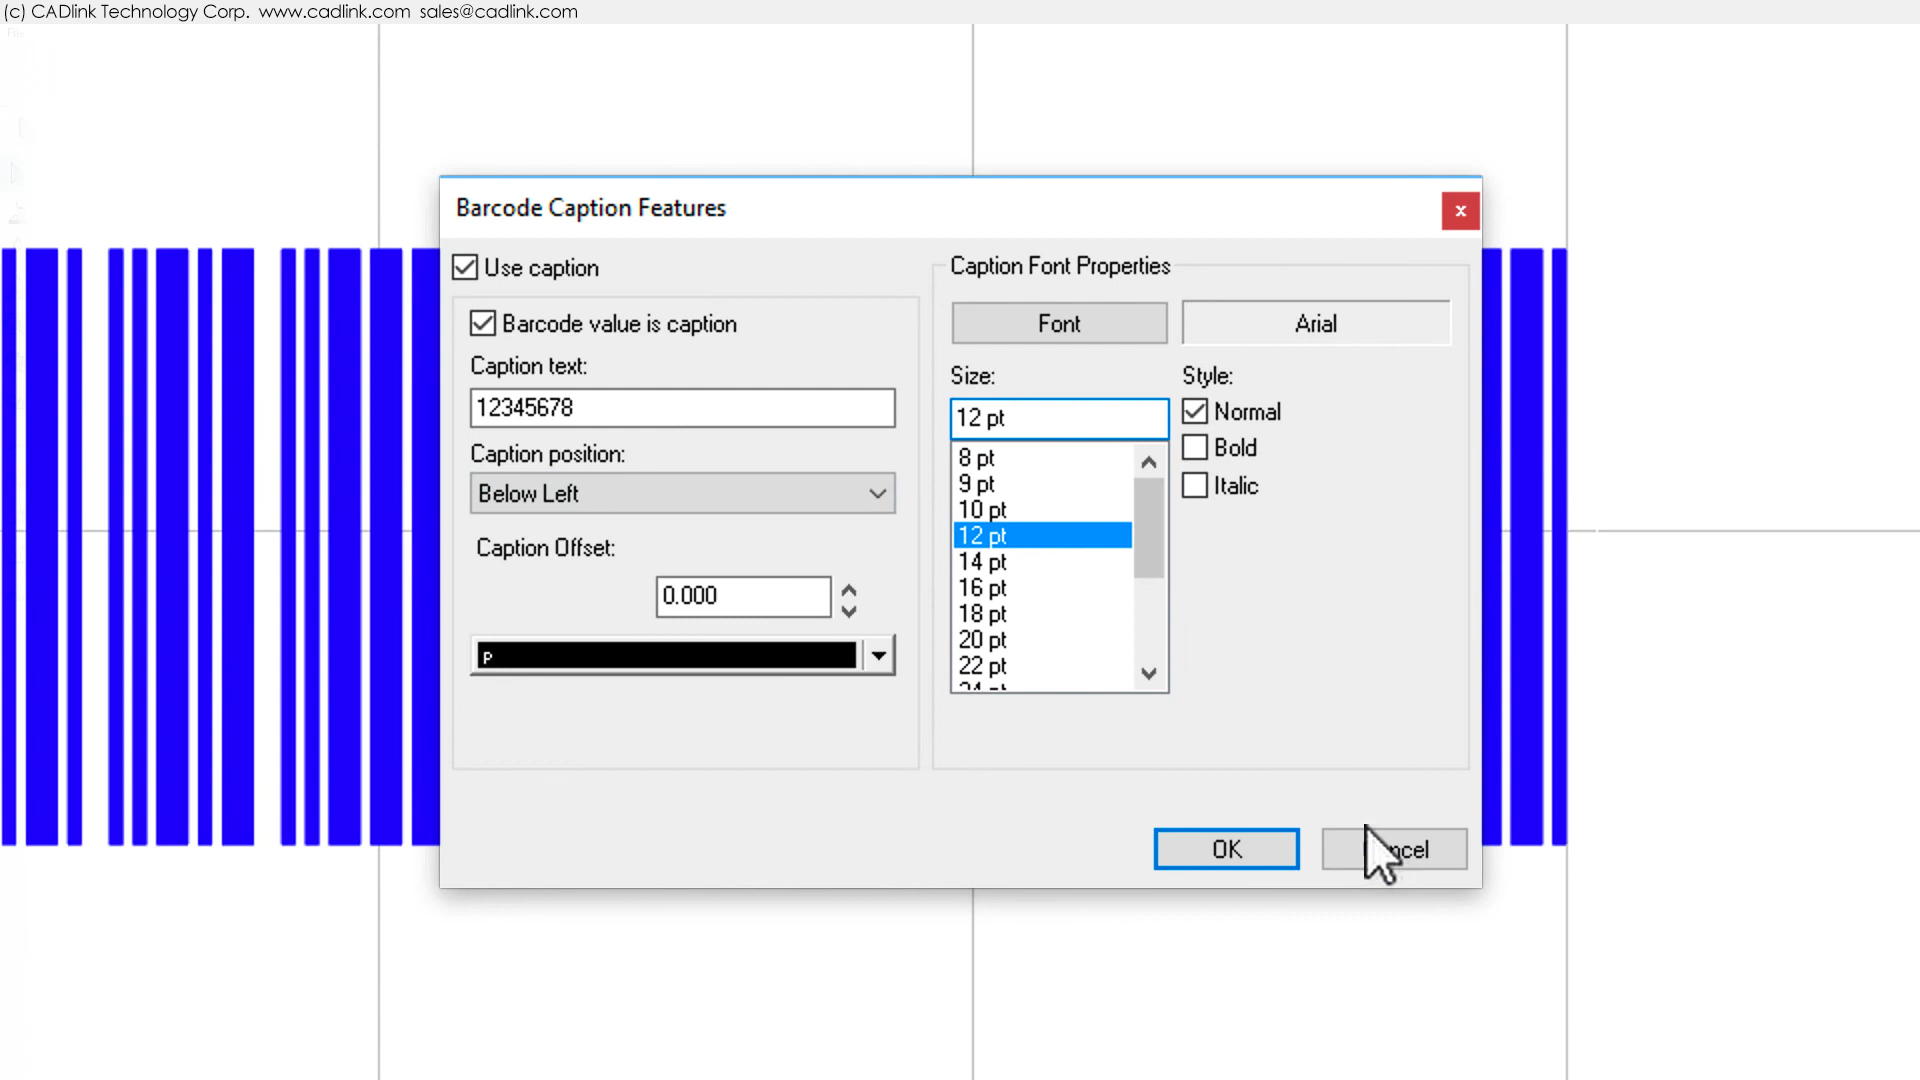 (c) CADlink Technology Corp.  www.cadlink.com  sales@cadlink.com
Barcode Caption Features
x
Use caption
Barcode value is caption
Caption text:
12345678
Caption position:
Below Left
Caption Offset:
0.000
p
Caption Font Properties
Font
Arial
Size:
12 pt
8 pt
9 pt
10 pt
12 pt
14 pt
16 pt
18 pt
20 pt
22 pt
Style:
Normal
Bold
Italic
OK